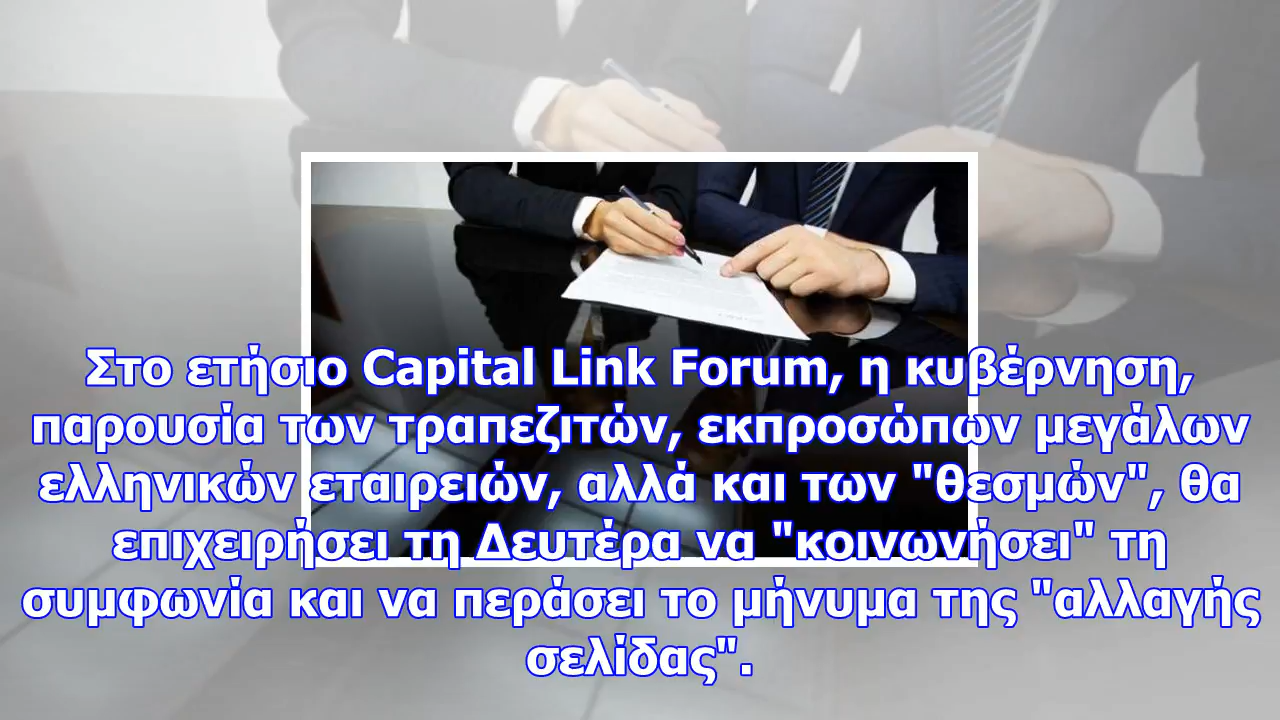 Στο ετήσιο Capital Link Forum, η κυβέρνηση,
παρουσία των τραπεζιτών, εκπροσώπων μεγάλων
ελληνικών εταιρειών, αλλά και των "θεσμών", θα
επιχειρήσει τη Δευτέρα να "κοινωνήσει" τη
συμφωνία και να περάσει το μήνυμα της "αλλαγής
σελίδας".